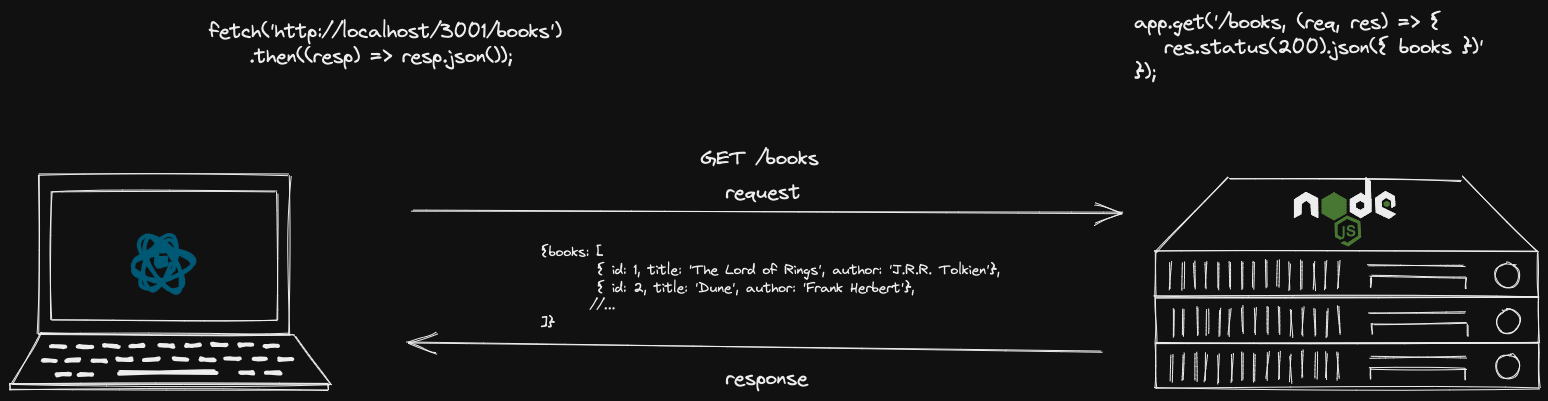 fetch('http://localhost/3001/books')
.then((resp) => resp.json());
app.get('/books, (req, res) => {
res.status(200).json({ books })'
});
GET /books
request
{books: [
{ id: 1, title: 'The Lord of Rings', author: 'J.R.R. Tolkien'},
{ id: 2, title: 'Dune', author: 'Frank Herbert'},
//...
]}
response
node
JS